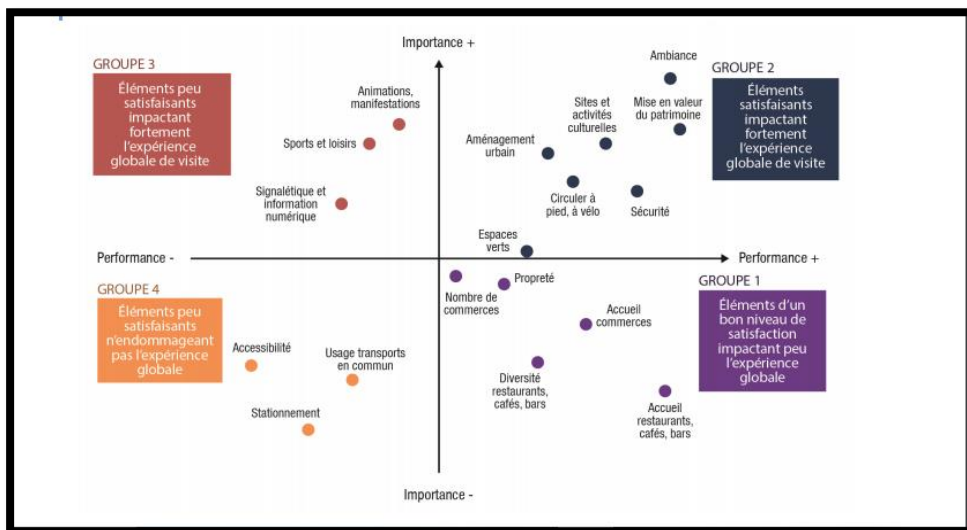 Importance +
GROUPE 3
Éléments peu
satisfaisants
impactant
fortement
l'expérience
globale de visite
Animations,
manifestations
Sports et loisirs
Signalétique et
information
numérique
Ambiance
GROUPE 2
Éléments
satisfaisants
impactant
fortement
l'expérience
globale de visite
Sites et
activités
culturelles
Mise en valeur
du patrimoine
Aménagement
urbain
Circuler à
pied, à vélo
Sécurité
Espaces
verts
Performance -
Performance +
GROUPE 4
Éléments peu
satisfaisants
n'endommageant
pas l'expérience
globale
Accessibilité
Usage transports
en commun
Stationnement
Nombre de
commerces
Propreté
Accueil
commerces
Diversité
restaurants,
cafés, bars
Accueil
restaurants,
cafés, bars
GROUPE 1
Éléments d'un
bon niveau de
satisfaction
impactant peu
l'expérience
globale
Importance -